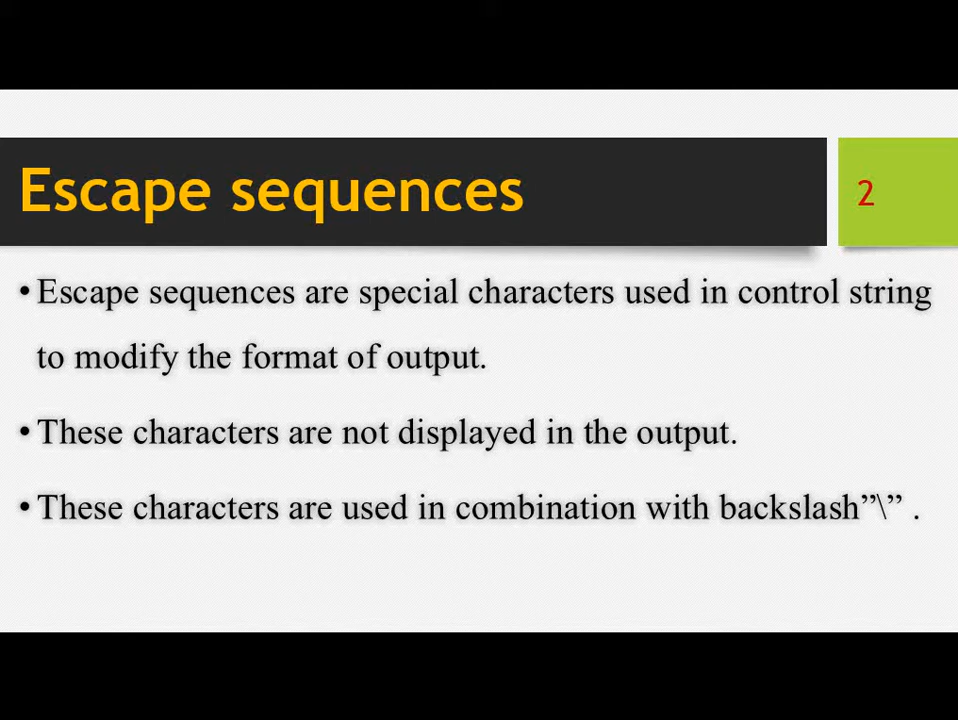 Escape sequences
2
• Escape sequences are special characters used in control string
to modify the format of output.
• These characters are not displayed in the output.
• These characters are used in combination with backslash”\” .